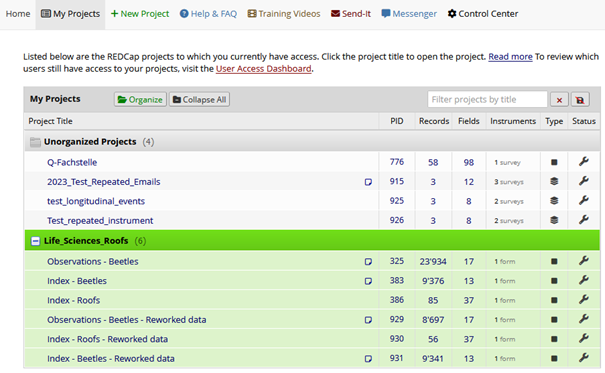 Home My Projects + New Project Help & FAQ Training Videos Send-It Messenger Control Center
Listed below are the REDCap projects to which you currently have access. Click the project title to open the project. Read more To review which
users still have access to your projects, visit the User Access Dashboard.
My Projects Organize Collapse All Filter projects by title
Project Title PID Records Fields Instruments Type Status
Unorganized Projects (4)
Q-Fachstelle 776 58 98 1 survey
2023_Test_Repeated_Emails 915 3 12 3 surveys
test_longitudinal_events 925 3 8 2 surveys
Test_repeated_instrument 926 3 8 2 surveys
Life_Sciences_Roofs (6)
Observations - Beetles 325 23'934 17 1 form
Index - Beetles 383 9'376 13 1 form
Index - Roofs 386 85 37 1 form
Observations - Beetles - Reworked data 929 8'697 17 1 form
Index - Roofs - Reworked data 930 56 37 1 form
Index - Beetles - Reworked data 931 9'341 13 1 form